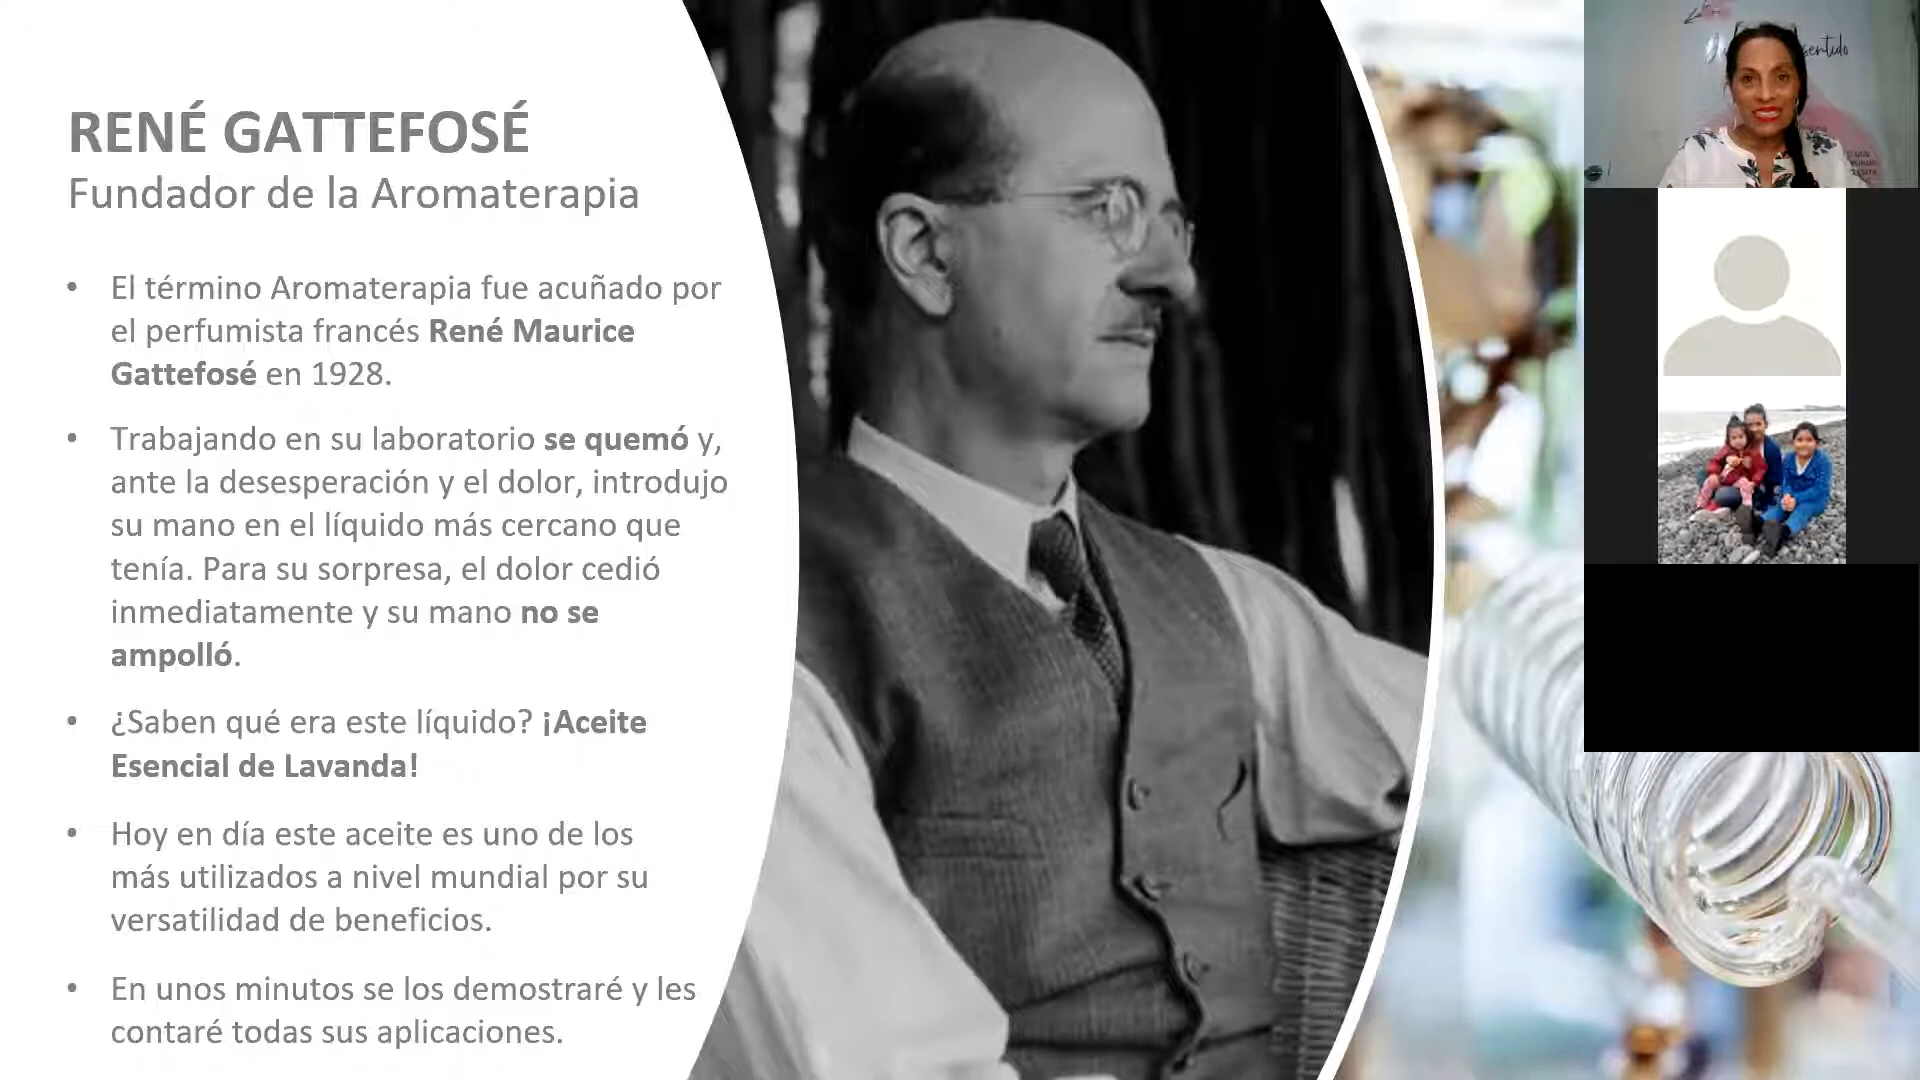 RENÉ GATTEFOSÉ
Fundador de la Aromaterapia
• El término Aromaterapia fue acuñado por
el perfumista francés René Maurice
Gattefosé en 1928.
• Trabajando en su laboratorio se quemó y,
ante la desesperación y el dolor, introdujo
su mano en el líquido más cercano que
tenía. Para su sorpresa, el dolor cedió
inmediatamente y su mano no se
ampolló.
• ¿Saben qué era este líquido? ¡Aceite
Esencial de Lavanda!
• Hoy en día este aceite es uno de los
más utilizados a nivel mundial por su
versatilidad de beneficios.
• En unos minutos se los demostraré y les
contaré todas sus aplicaciones.
sentido